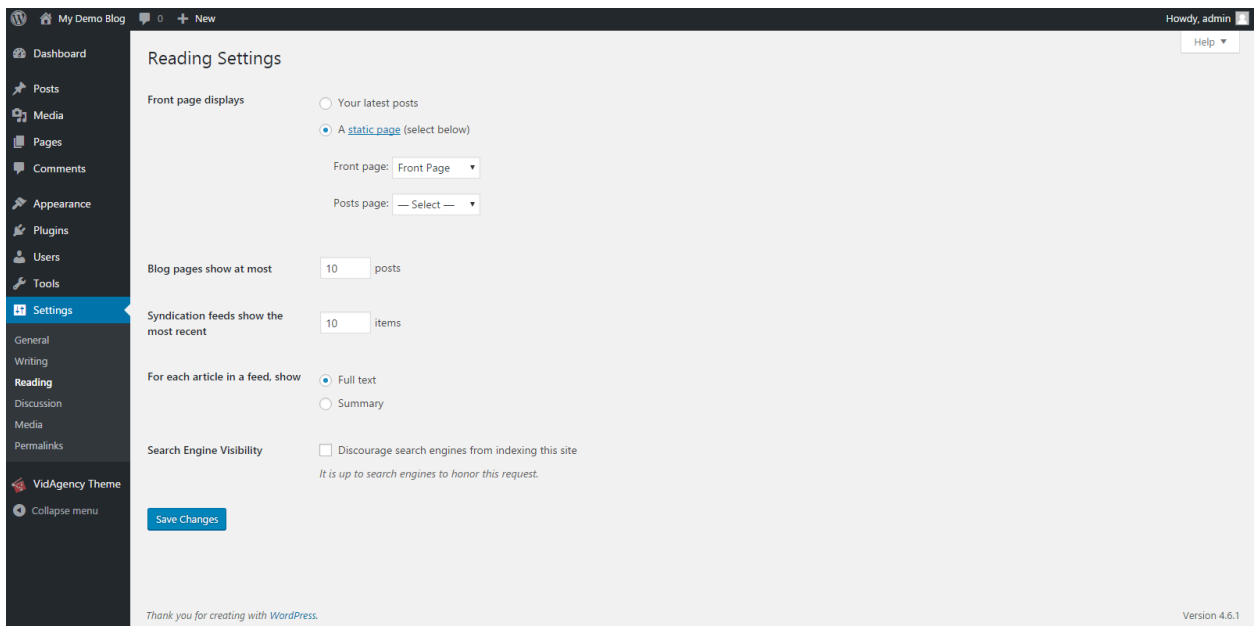 My Demo Blog 0 + New Howdy, admin
Help ▼
Dashboard
Posts
Media
Pages
Comments
Appearance
Plugins
Users
Tools
Settings
General
Writing
Reading
Discussion
Media
Permalinks
VidAgency Theme
Collapse menu
Reading Settings
Front page displays
Your latest posts
A static page (select below)
Front page: Front Page
Posts page: — Select —
Blog pages show at most 10 posts
Syndication feeds show the
most recent
10 items
For each article in a feed, show
Full text
Summary
Search Engine Visibility
Discourage search engines from indexing this site
It is up to search engines to honor this request.
Save Changes
Thank you for creating with WordPress.
Version 4.6.1